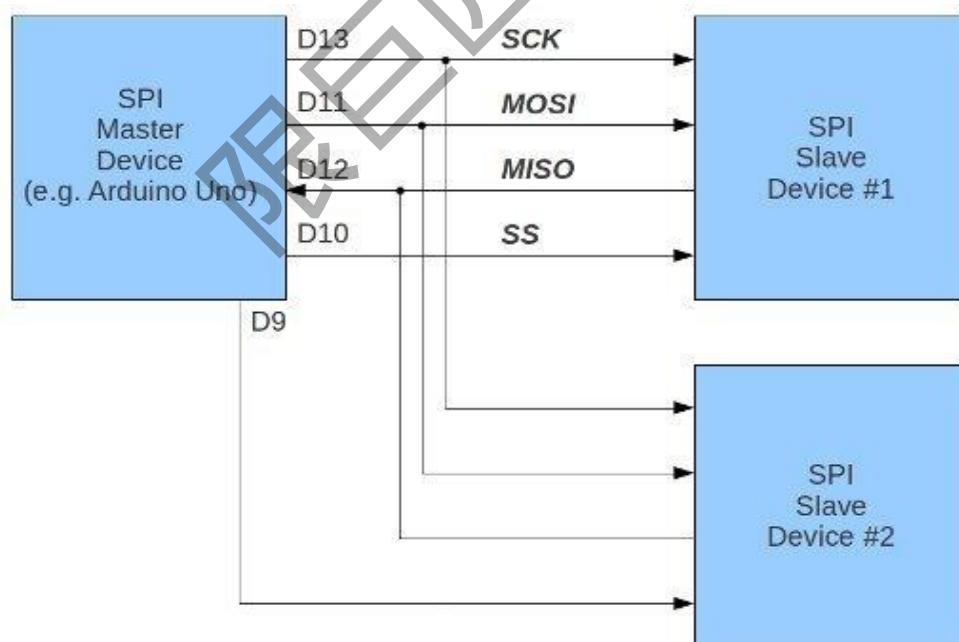 SPI
Master
Device
(e.g. Arduino Uno)
D13
SCK
D11
MOSI
D12
MISO
D10
SS
D9
SPI
Slave
Device #1
SPI
Slave
Device #2